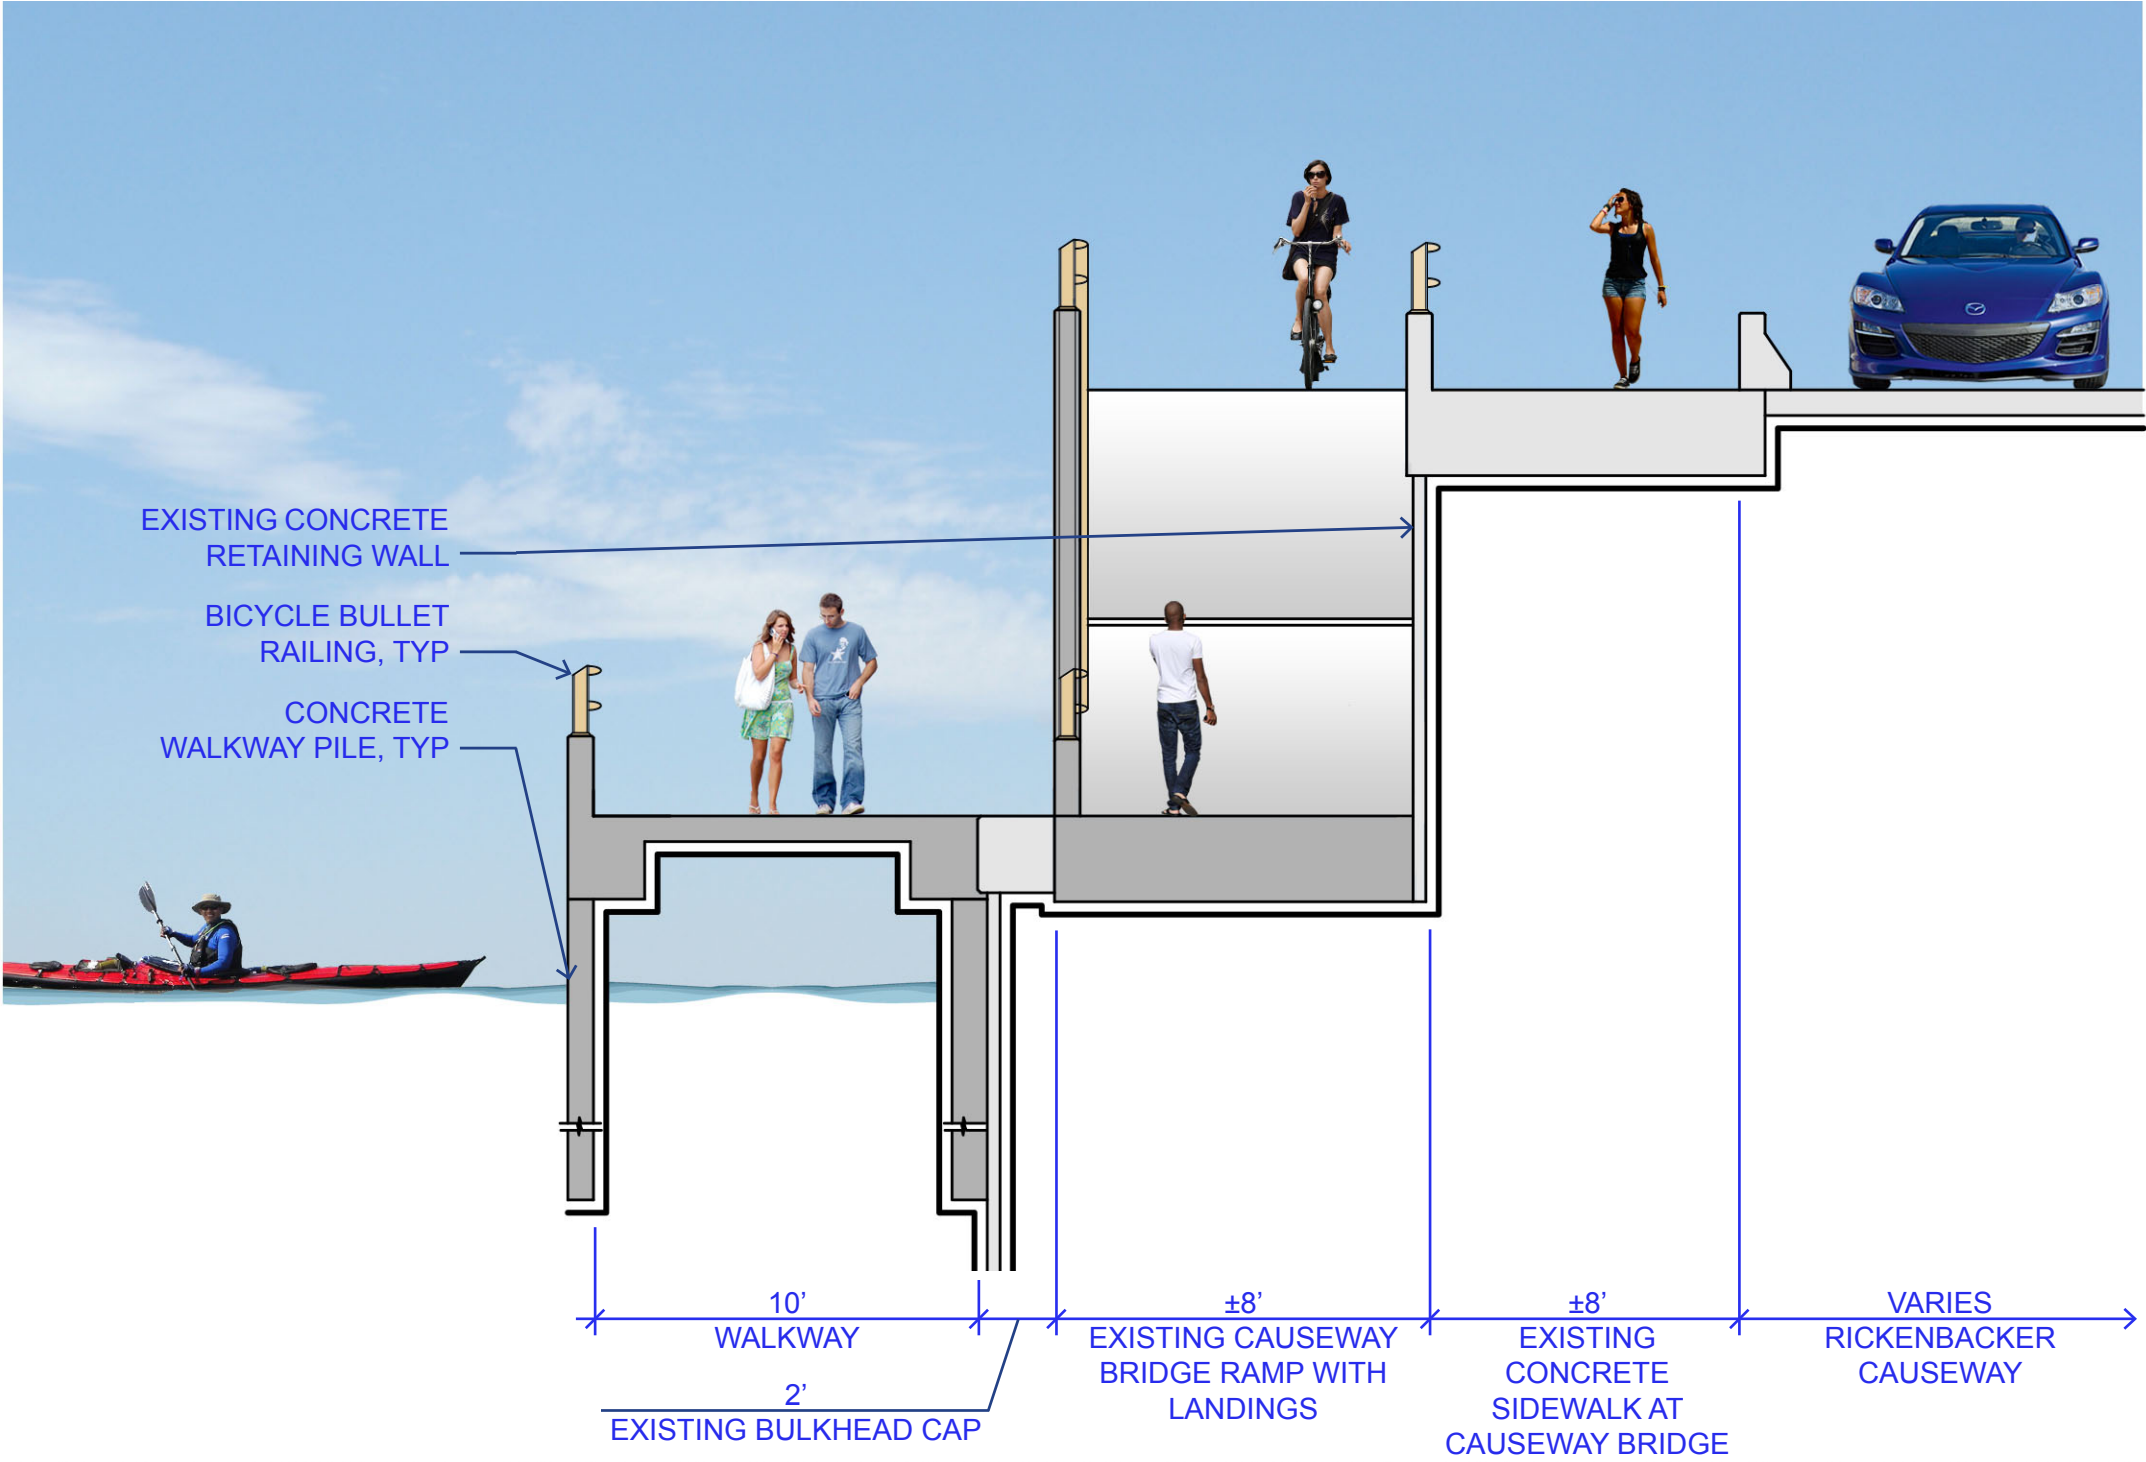 EXISTING CONCRETE
RETAINING WALL
BICYCLE BULLET
RAILING, TYP
CONCRETE
WALKWAY PILE, TYP
10’
WALKWAY
2’
EXISTING BULKHEAD CAP
±8’
EXISTING CAUSEWAY
BRIDGE RAMP WITH
LANDINGS
±8’
EXISTING
CONCRETE
SIDEWALK AT
CAUSEWAY BRIDGE
VARIES
RICKENBACKER
CAUSEWAY